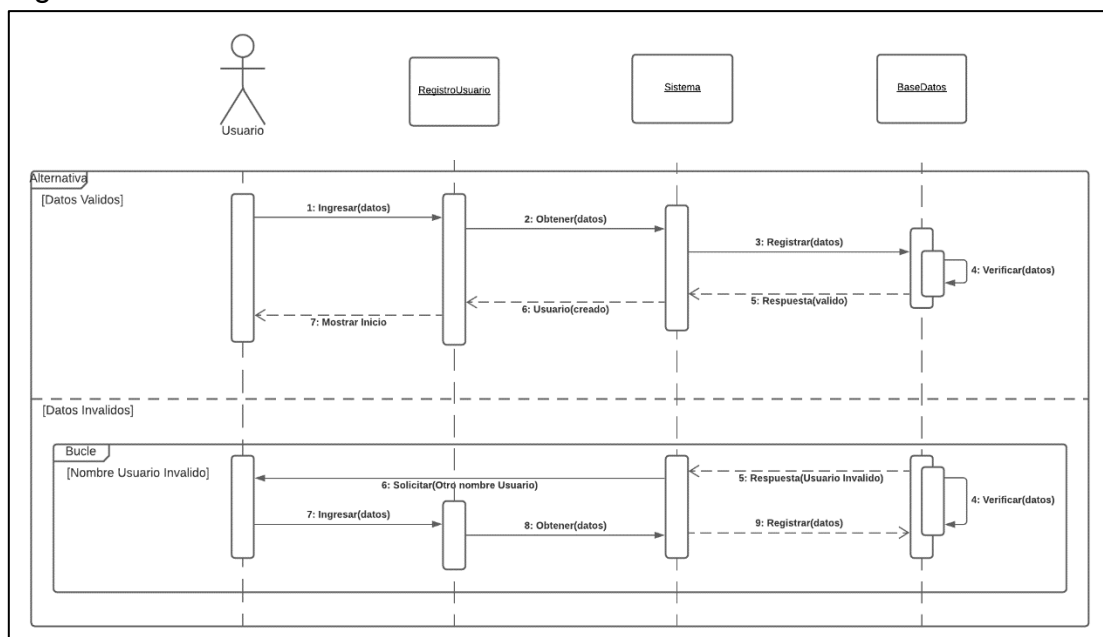 Usuario
RegistroUsuario
Sistema
BaseDatos
Alternativa
[Datos Validos]
1: Ingresar(datos)
2: Obtener(datos)
3: Registrar(datos)
4: Verificar(datos)
5: Respuesta(valido)
6: Usuario(creado)
7: Mostrar Inicio
[Datos Invalidos]
Bucle
[Nombre Usuario Invalido]
5: Respuesta(Usuario Invalido)
6: Solicitar(Otro nombre Usuario)
4: Verificar(datos)
7: Ingresar(datos)
8: Obtener(datos)
9: Registrar(datos)